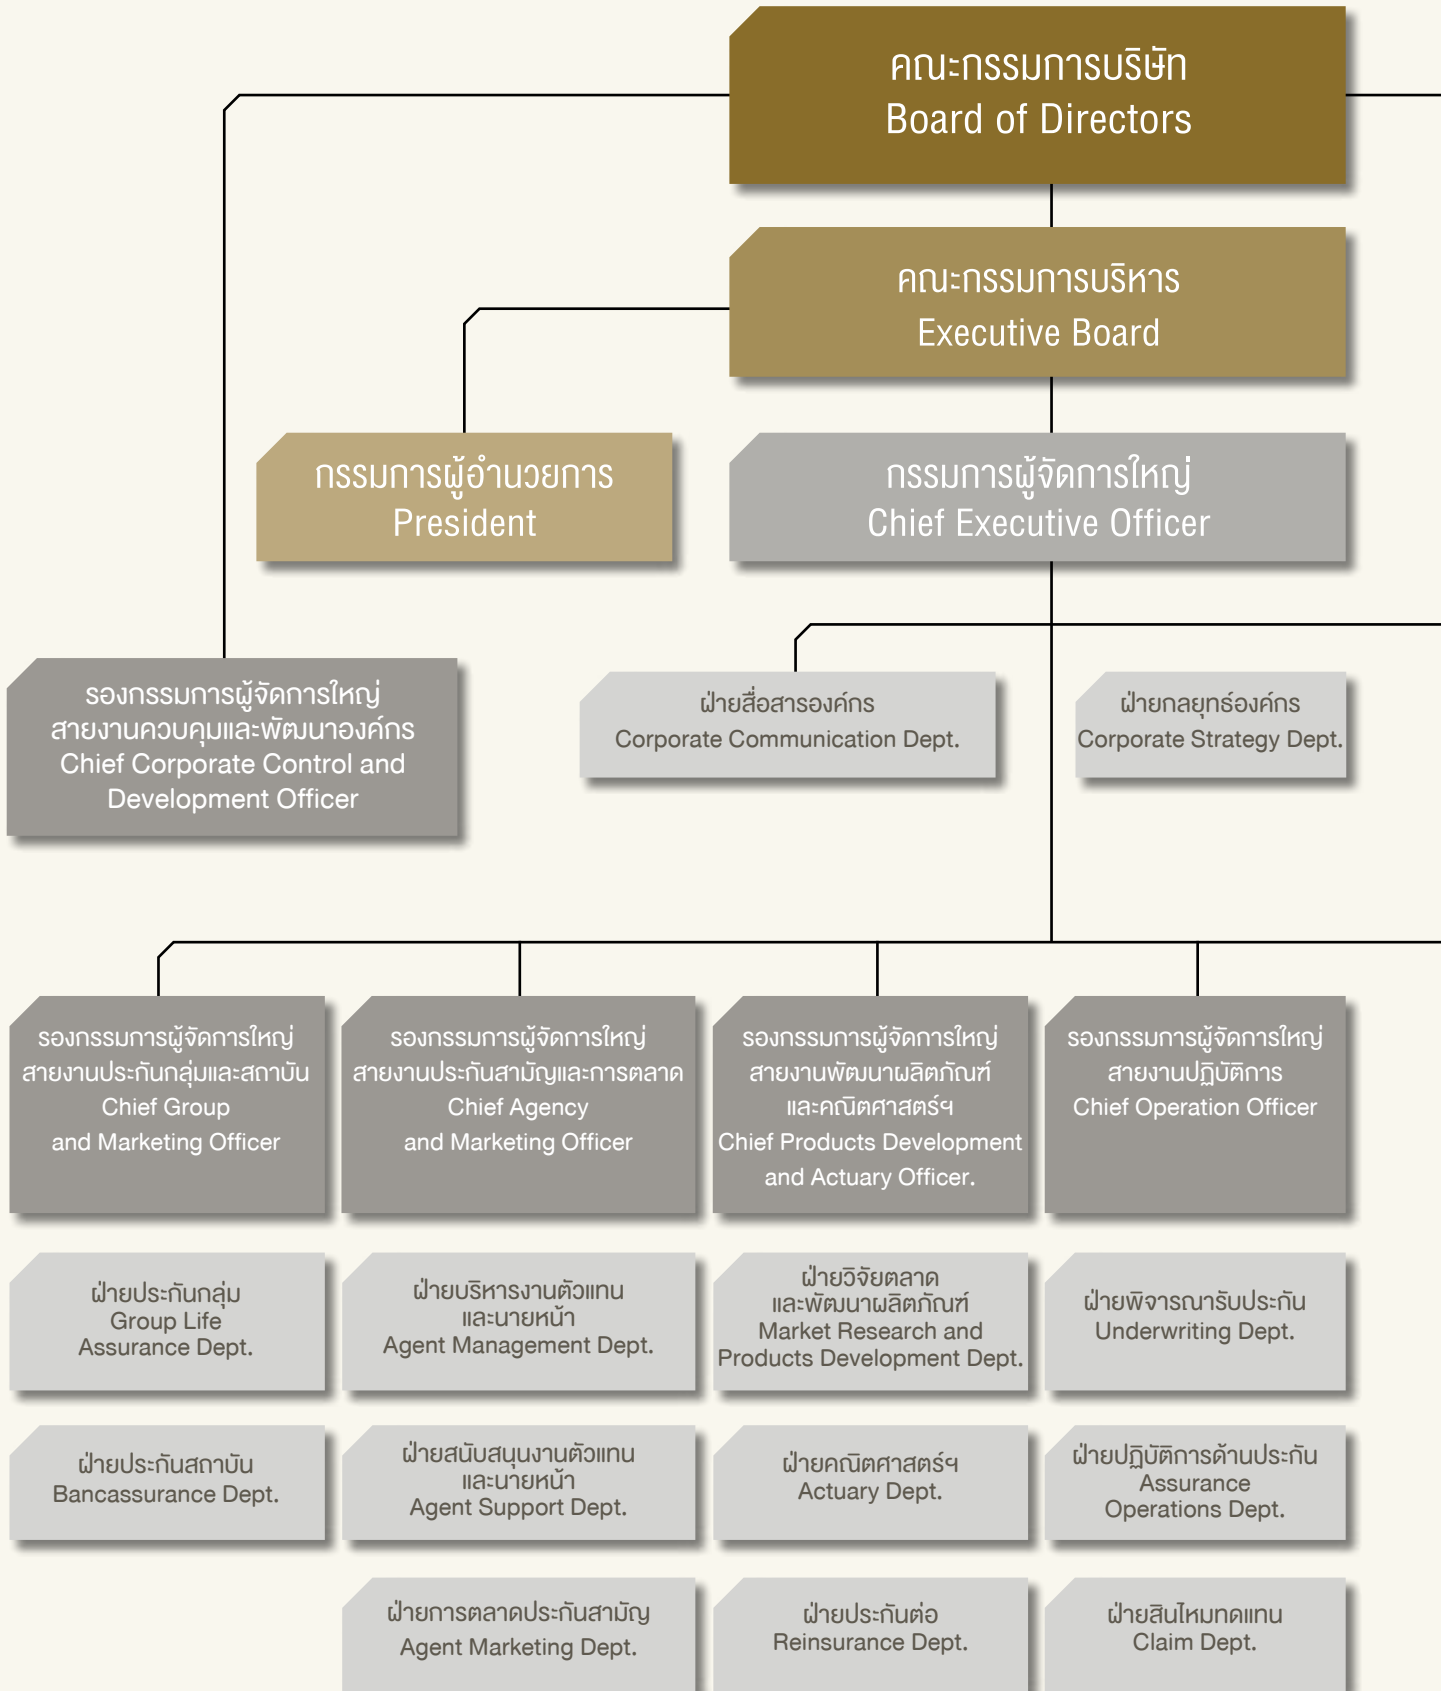 คณะกรรมการบริษัท
Board of Directors
คณะกรรมการบริหาร
Executive Board
กรรมการผู้อำนวยการ
President
กรรมการผู้จัดการใหญ่
Chief Executive Officer
รองกรรมการผู้จัดการใหญ่
สายงานควบคุมและพัฒนาองค์กร
Chief Corporate Control and
Development Officer
ฝ่ายสื่อสารองค์กร
Corporate Communication Dept.
ฝ่ายกลยุทธ์องค์กร
Corporate Strategy Dept.
รองกรรมการผู้จัดการใหญ่
สายงานประกันกลุ่มและสถาบัน
Chief Group
and Marketing Officer
รองกรรมการผู้จัดการใหญ่
สายงานประกันสามัญและการตลาด
Chief Agency
and Marketing Officer
รองกรรมการผู้จัดการใหญ่
สายงานพัฒนาผลิตภัณฑ์
และคณิตศาสตร์ฯ
Chief Products Development
and Actuary Officer.
รองกรรมการผู้จัดการใหญ่
สายงานปฏิบัติการ
Chief Operation Officer
ฝ่ายประกันกลุ่ม
Group Life
Assurance Dept.
ฝ่ายบริหารงานตัวแทน
และนายหน้า
Agent Management Dept.
ฝ่ายวิจัยตลาด
และพัฒนาผลิตภัณฑ์
Market Research and
Products Development Dept.
ฝ่ายพิจารณารับประกัน
Underwriting Dept.
ฝ่ายประกันสถาบัน
Bancassurance Dept.
ฝ่ายสนับสนุนงานตัวแทน
และนายหน้า
Agent Support Dept.
ฝ่ายคณิตศาสตร์ฯ
Actuary Dept.
ฝ่ายปฏิบัติการด้านประกัน
Assurance
Operations Dept.
ฝ่ายการตลาดประกันสามัญ
Agent Marketing Dept.
ฝ่ายประกันต่อ
Reinsurance Dept.
ฝ่ายสินไหมทดแทน
Claim Dept.